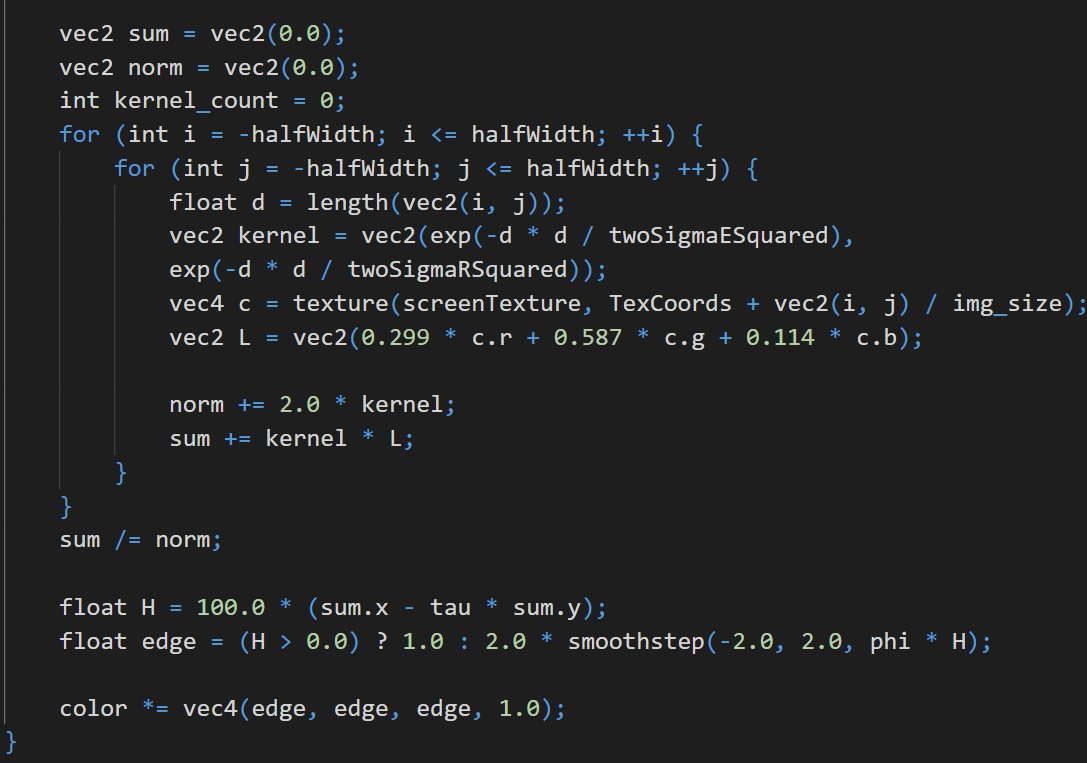 vec2 sum = vec2(0.0);
vec2 norm = vec2(0.0);
int kernel_count = 0;
for (int i = -halfWidth; i <= halfWidth; ++i) {
for (int j = -halfWidth; j <= halfWidth; ++j) {
float d = length(vec2(i, j));
vec2 kernel = vec2(exp(-d * d / twoSigmaESquared),
exp(-d * d / twoSigmaRSquared));
vec4 c = texture(screenTexture, TexCoords + vec2(i, j) / img_size);
vec2 L = vec2(0.299 * c.r + 0.587 * c.g + 0.114 * c.b);
norm += 2.0 * kernel;
sum += kernel * L;
}
}
sum /= norm;
float H = 100.0 * (sum.x - tau * sum.y);
float edge = (H > 0.0) ? 1.0 : 2.0 * smoothstep(-2.0, 2.0, phi * H);
color *= vec4(edge, edge, edge, 1.0);
}